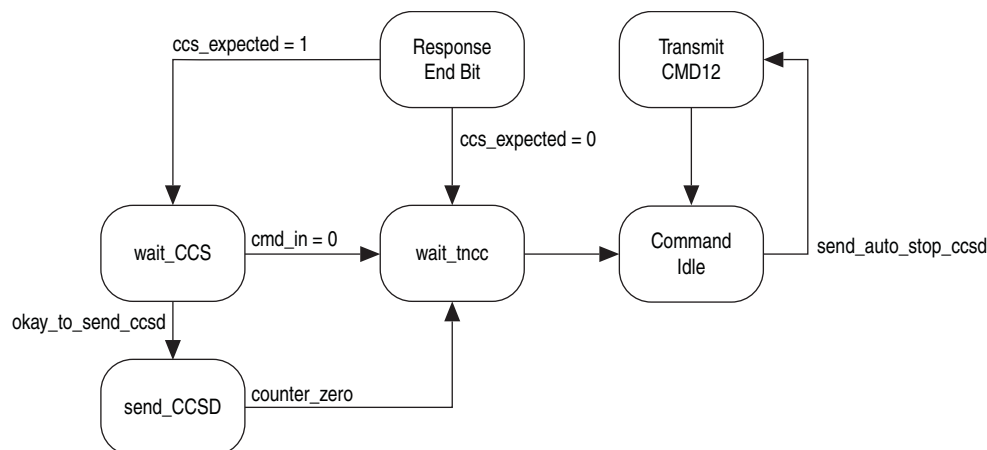 ccs_expected = 1
Response
End Bit
Transmit
CMD12
ccs_expected = 0
wait_CCS
cmd_in = 0
wait_tncc
Command
Idle
send_auto_stop_ccsd
okay_to_send_ccsd
send_CCSD
counter_zero